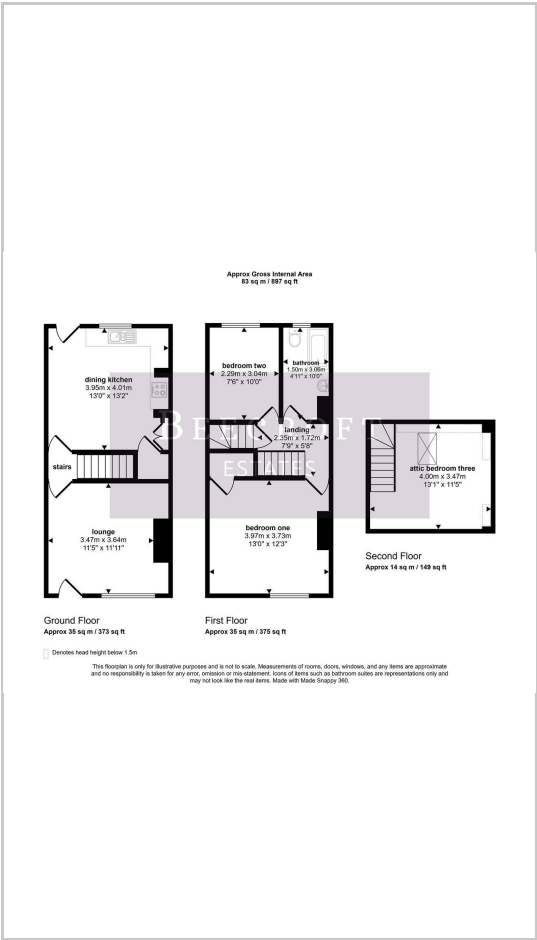 Approx Gross Internal Area
83 sq m / 897 sq ft
dining kitchen
3.95m x 4.01m
13'0" x 13'2"
stairs
lounge
3.47m x 3.64m
11'5" x 11'11"
Ground Floor
Approx 35 sq m / 373 sq ft
bedroom two
2.29m x 3.04m
7'6" x 10'0"
bathroom
1.50m x 3.06m
4'11" x 10'0"
landing
2.35m x 1.72m
7'9" x 5'8"
bedroom one
3.97m x 3.73m
13'0" x 12'3"
First Floor
Approx 35 sq m / 375 sq ft
attic bedroom three
4.00m x 3.47m
13'1" x 11'5"
Second Floor
Approx 14 sq m / 149 sq ft
BEECROFT
ESTATES
Denotes head height below 1.5m
This floorplan is only for illustrative purposes and is not to scale. Measurements of rooms, doors, windows, and any items are approximate
and no responsibility is taken for any error, omission or mis-statement. Icons of items such as bathroom suites are representations only and
may not look like the real items. Made with Made Snappy 360.